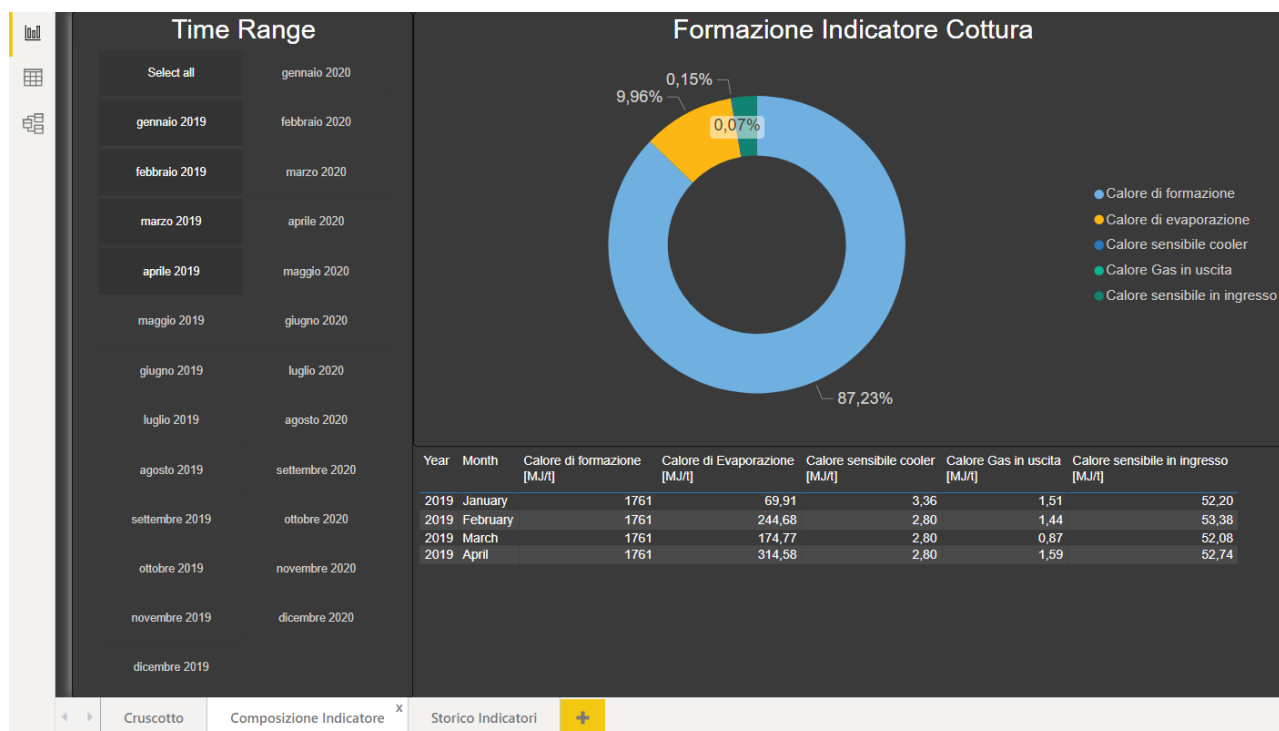 Time Range
Select all
gennaio 2020
gennaio 2019
febbraio 2020
febbraio 2019
marzo 2020
marzo 2019
aprile 2020
aprile 2019
maggio 2020
maggio 2019
giugno 2020
giugno 2019
luglio 2020
luglio 2019
agosto 2020
agosto 2019
settembre 2020
settembre 2019
ottobre 2020
ottobre 2019
novembre 2020
novembre 2019
dicembre 2020
dicembre 2019
Formazione Indicatore Cottura
0,15%
9,96%
0,07%
87,23%
Calore di formazione
Calore di evaporazione
Calore sensibile cooler
Calore Gas in uscita
Calore sensibile in ingresso
Year Month Calore di formazione [MJ/t] Calore di Evaporazione [MJ/t] Calore sensibile cooler [MJ/t] Calore Gas in uscita [MJ/t] Calore sensibile in ingresso [MJ/t]
2019 January 1761 69,91 3,36 1,51 52,20
2019 February 1761 244,68 2,80 1,44 53,38
2019 March 1761 174,77 2,80 0,87 52,08
2019 April 1761 314,58 2,80 1,59 52,74
Cruscotto
Composizione Indicatore x
Storico Indicatori
+